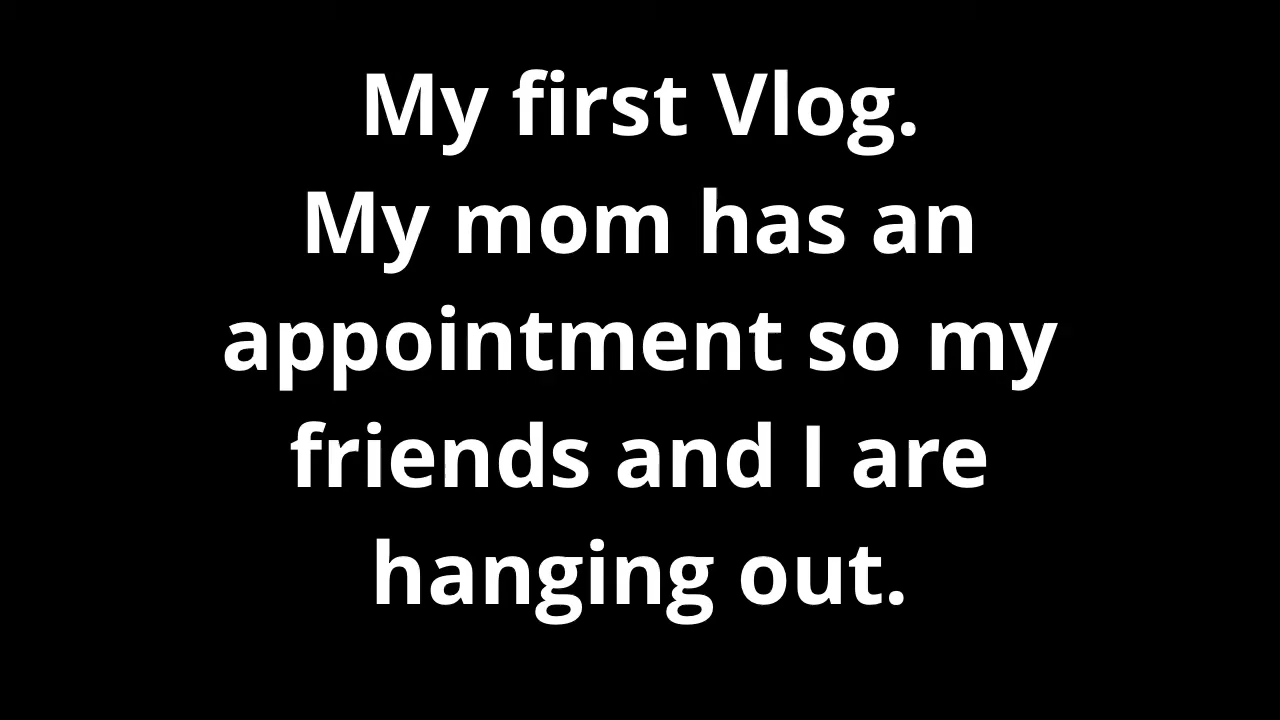 My first Vlog.
My mom has an
appointment so my
friends and I are
hanging out.